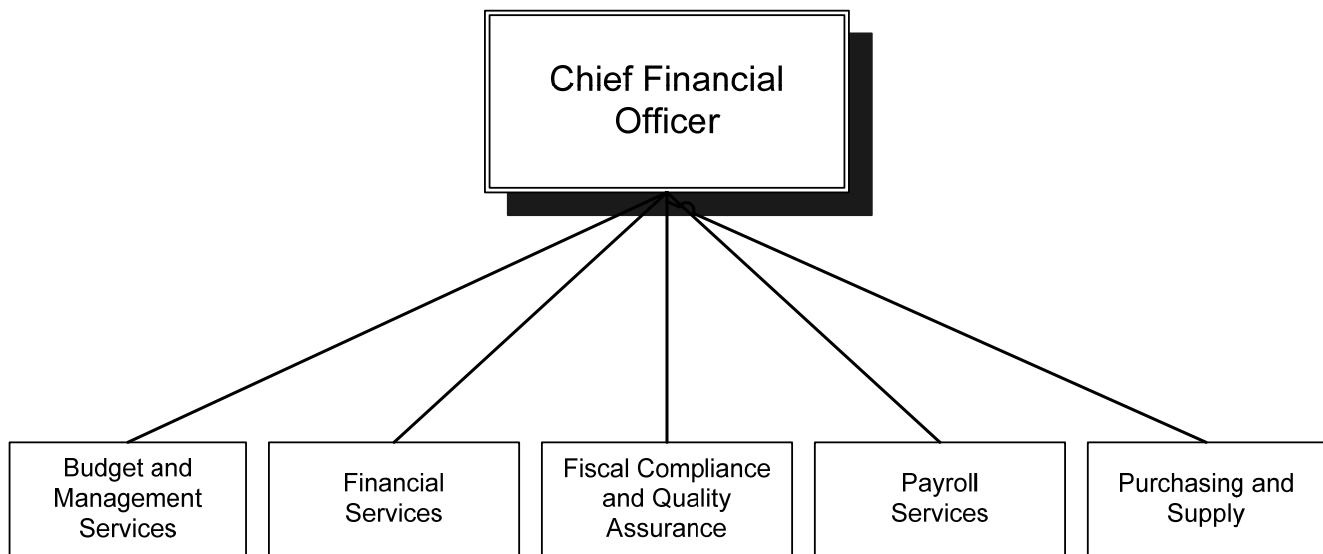 Chief Financial
Officer
Budget and
Management
Services
Financial
Services
Fiscal Compliance
and Quality
Assurance
Payroll
Services
Purchasing and
Supply